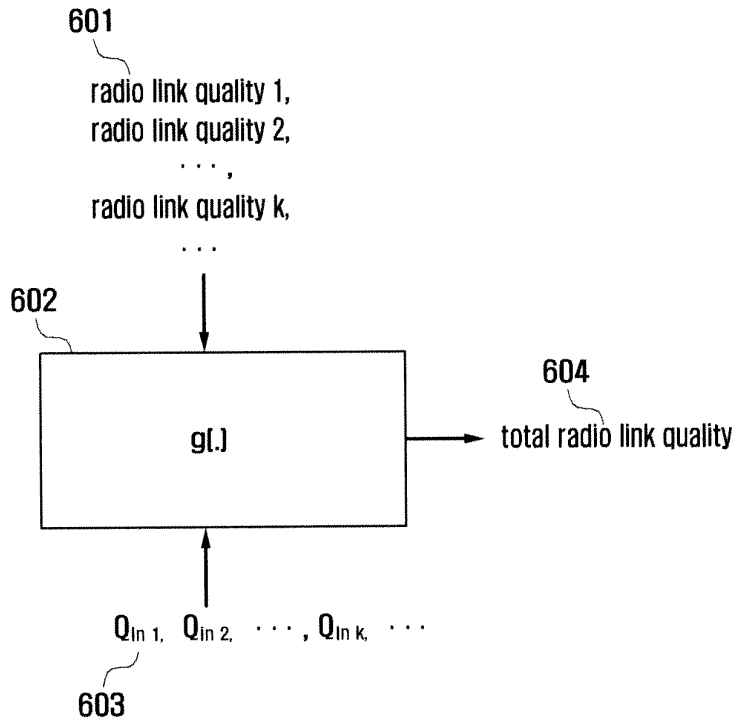 601
radio link quality 1,
radio link quality 2,
· · · ,
radio link quality k,
· · ·
602
g(.)
604
total radio link quality
Qin 1, Qin 2, · · · , Qin k, · · ·
603